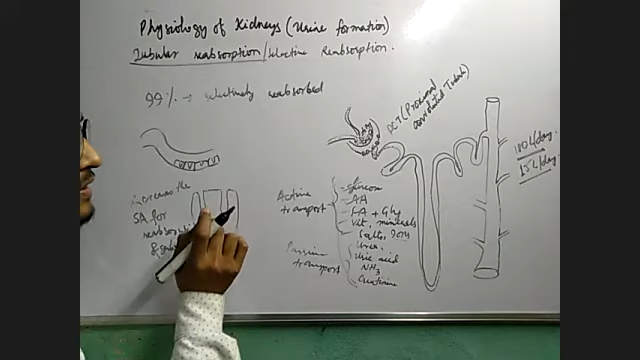 Physiology of Kidneys (Urine formation)
Tubular reabsorption / Selective Reabsorption.
99% → selectively reabsorbed
PCT (Proximal
convoluted Tubule)
180 L/day
1.5 L/day
increases the
SA for
reabsorption
Active
transport
Glucose
AA
FA + Gly
Vit, minerals
Salts, Ions
Passive
transport
Urea
Uric acid
NH3
Creatinine